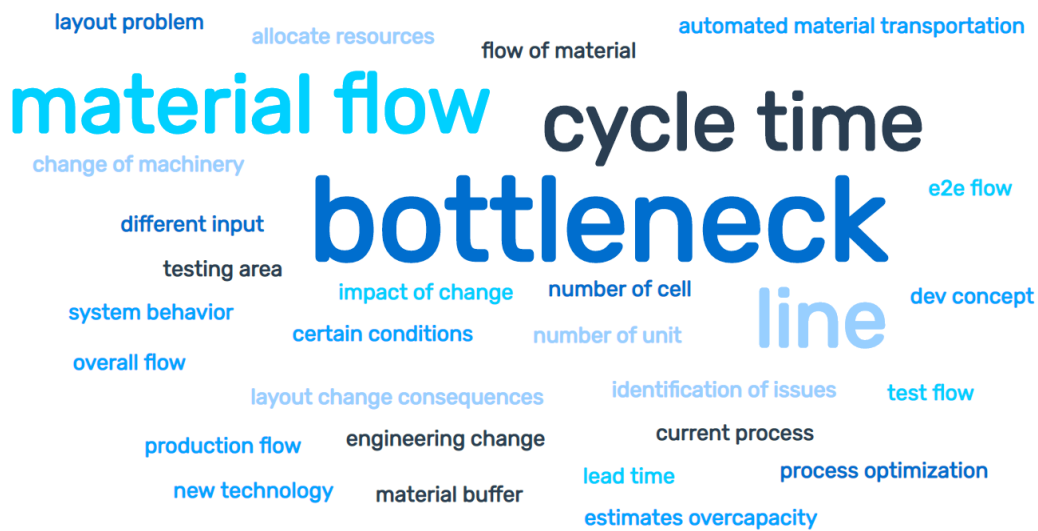 layout problem
allocate resources
flow of material
automated material transportation
material flow
cycle time
change of machinery
bottleneck
e2e flow
different input
testing area
impact of change
number of cell
line
dev concept
system behavior
certain conditions
number of unit
overall flow
layout change consequences
identification of issues
test flow
production flow
engineering change
current process
new technology
material buffer
lead time
process optimization
estimates overcapacity